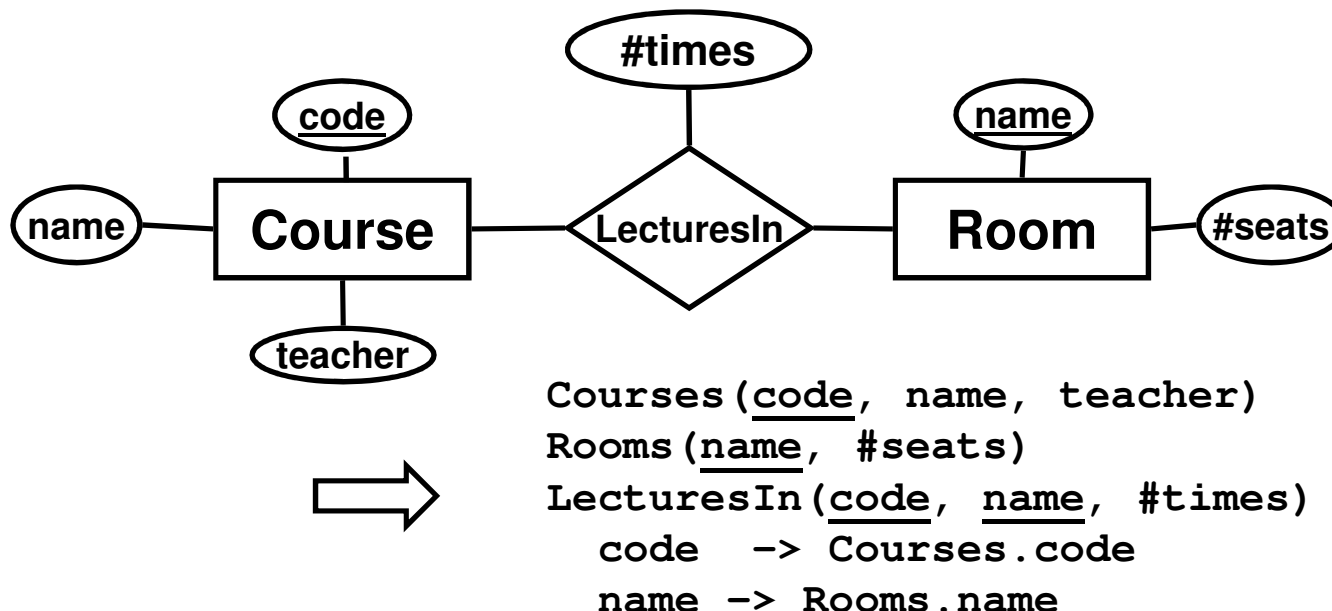 #times
code
name
name
Course
LecturesIn
Room
#seats
teacher
Courses(code, name, teacher)
Rooms(name, #seats)
LecturesIn(code, name, #times)
code -> Courses.code
name -> Rooms.name